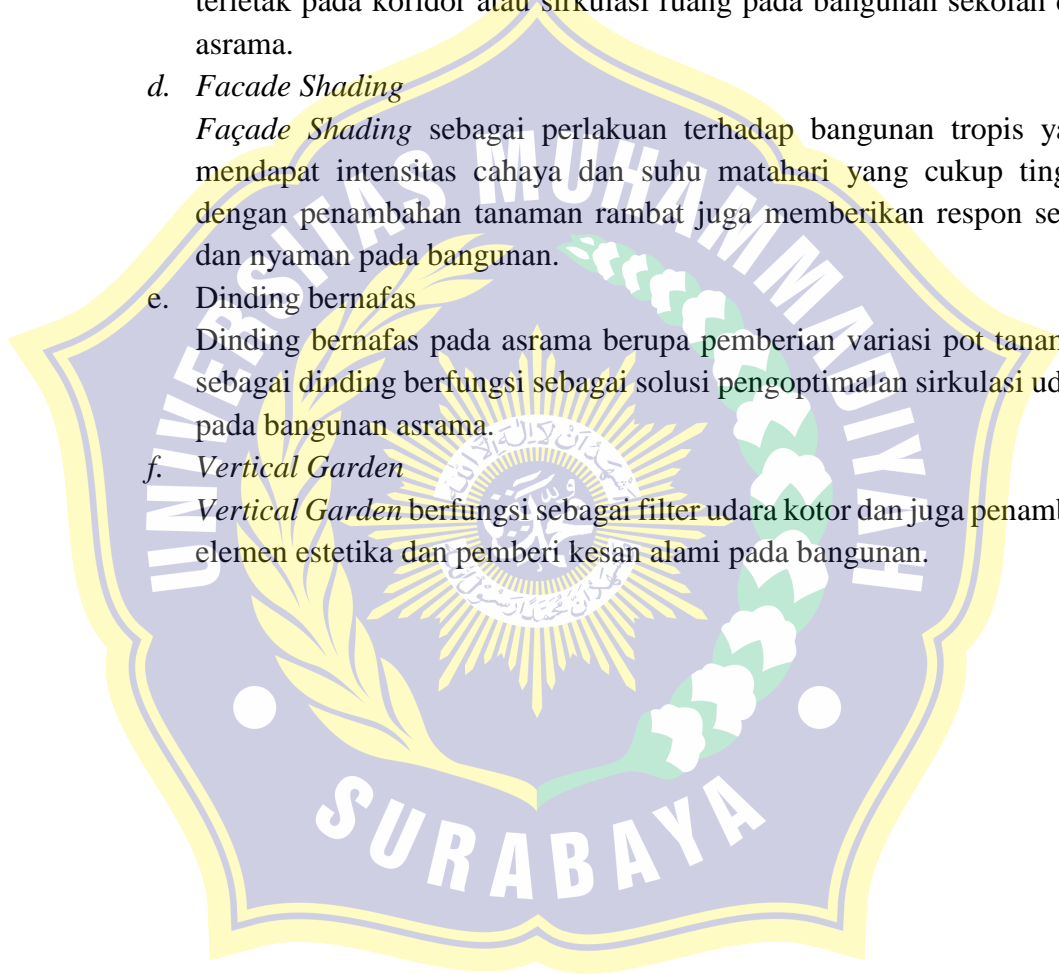 terletak pada koridor atau sirkulasi ruang pada bangunan sekolah
asrama.
d. Facade Shading
Façade Shading sebagai perlakuan terhadap bangunan tropis
mendapat intensitas cahaya dan suhu matahari yang cukup
dengan penambahan tanaman rambat juga memberikan respon
dan nyaman pada bangunan.
e. Dinding bernafas
Dinding bernafas pada asrama berupa pemberian variasi pot
sebagai dinding berfungsi sebagai solusi pengoptimalan sirkulasi
pada bangunan asrama.
f. Vertical Garden
Vertical Garden berfungsi sebagai filter udara kotor dan juga
elemen estetika dan pemberi kesan alami pada bangunan.
UNIVERSITAS MUHAMMADIYAH
SURABAYA